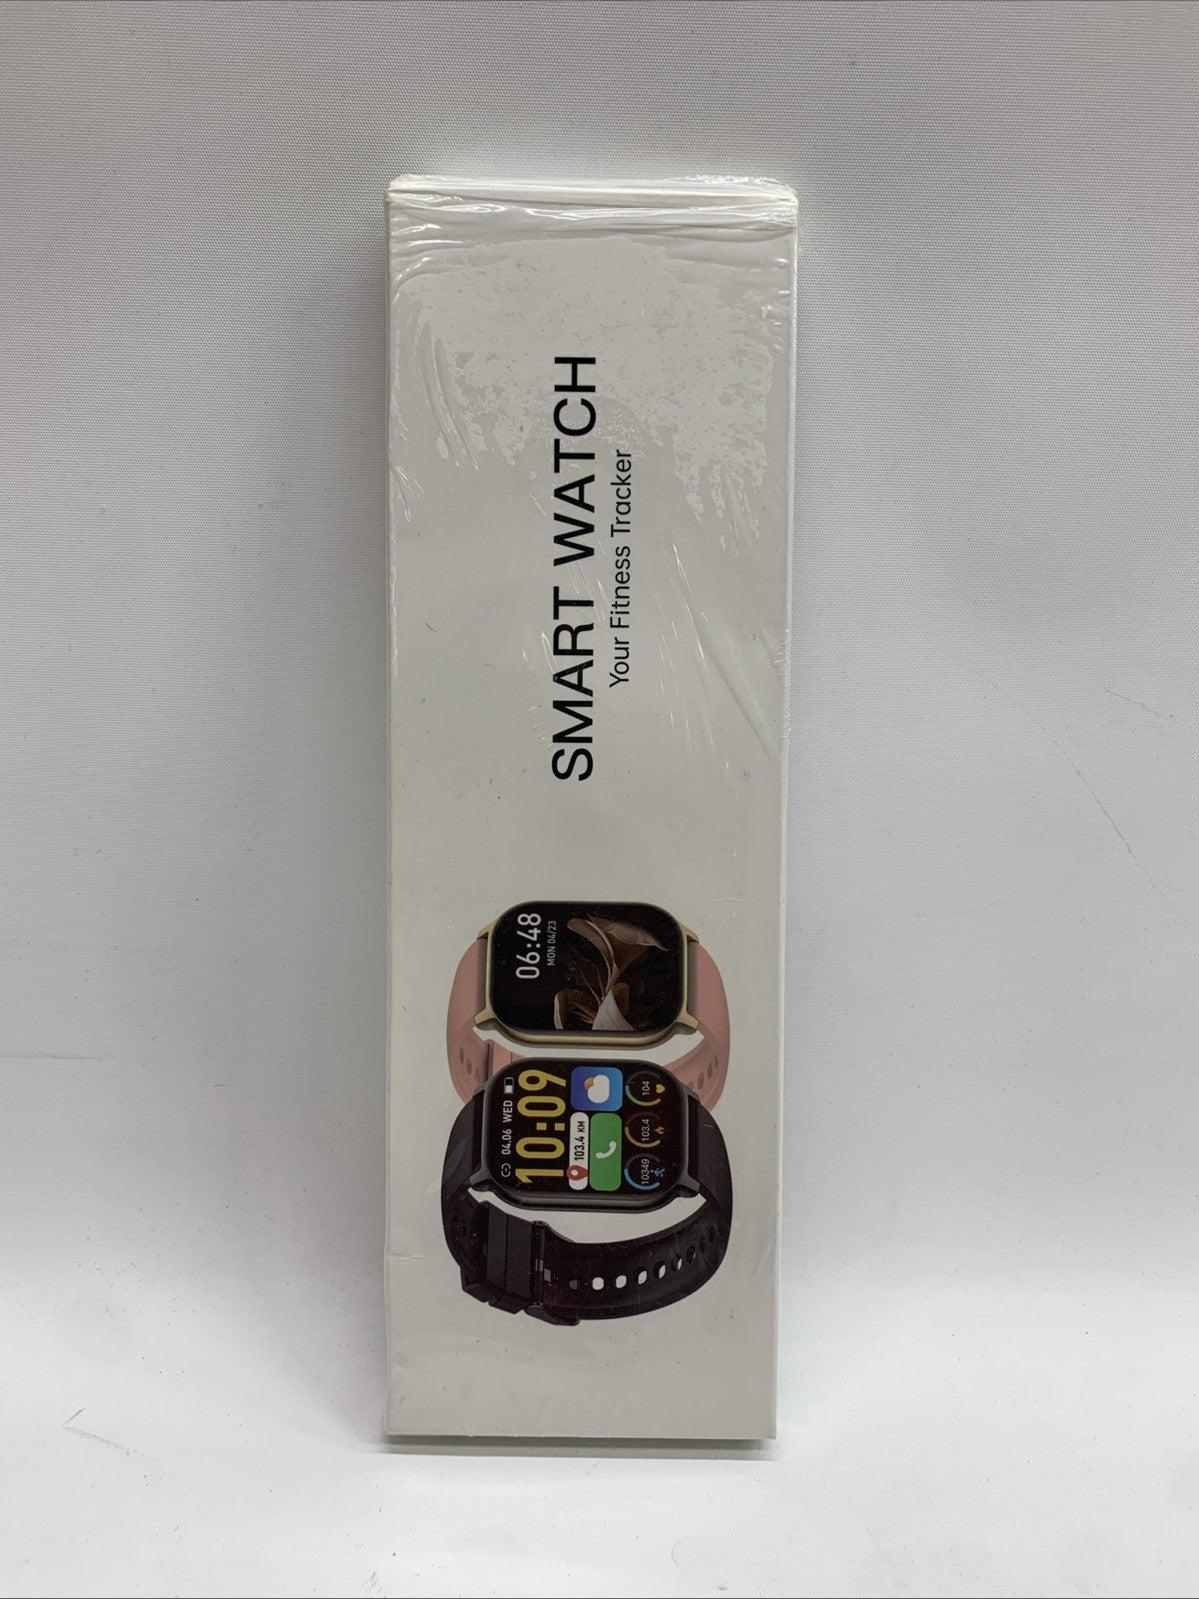 SMART WATCH
Your Fitness Tracker
06:48
MON 04/23
04.06 WED
10:09
103.4 KM
10349
103.4
104